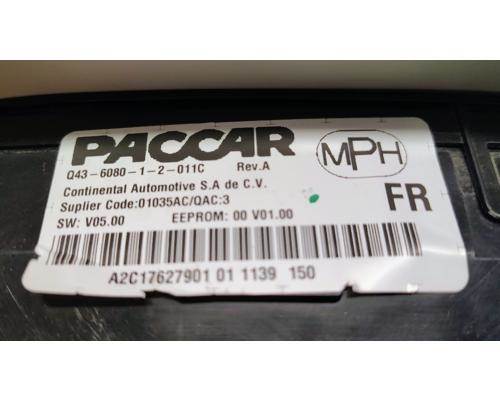 PACCAR
Q43-6080-1-2-011C Rev.A
MPH
Continental Automotive S.A de C.V.
Suplier Code:01035AC/QAC:3
FR
SW: V05.00 EEPROM: 00 V01.00
A2C17627901 01 1139 150